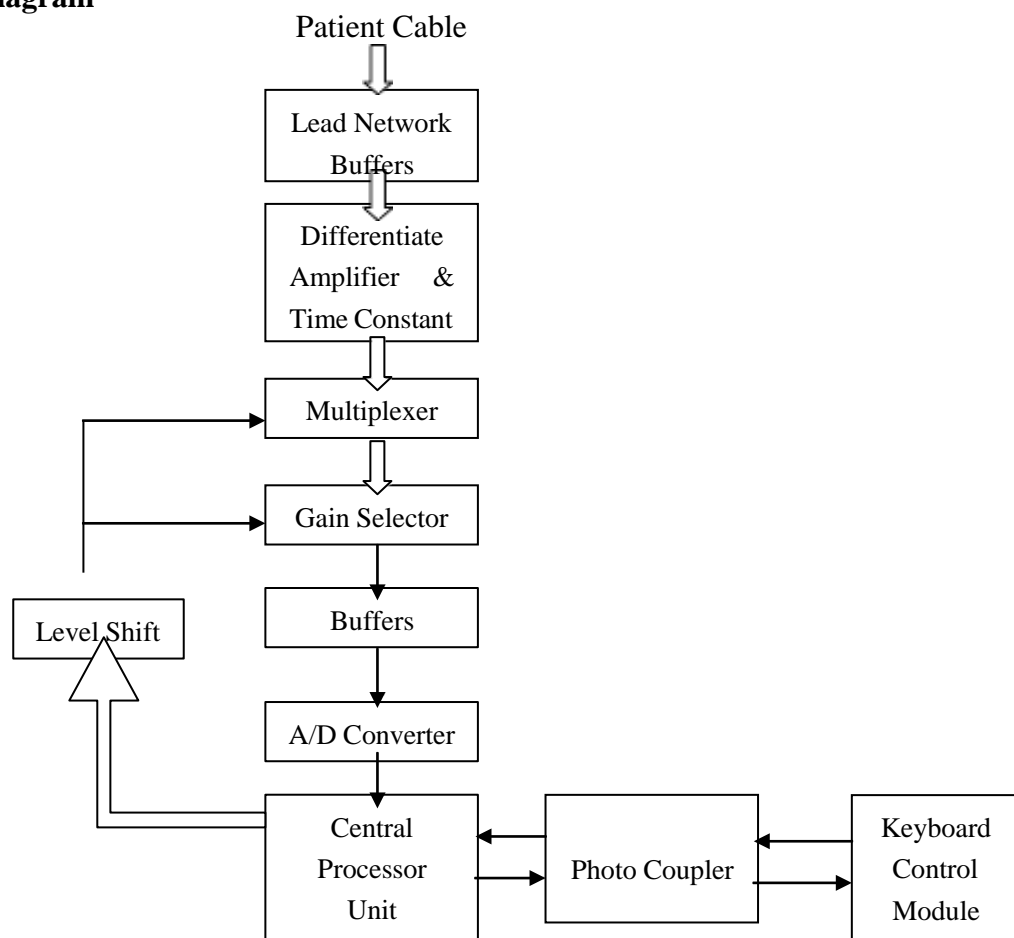 Patient Cable
Lead Network
Buffers
Differentiate
Amplifier &
Time Constant
Multiplexer
Gain Selector
Level Shift
Buffers
A/D Converter
Central
Processor
Unit
Photo Coupler
Keyboard
Control
Module